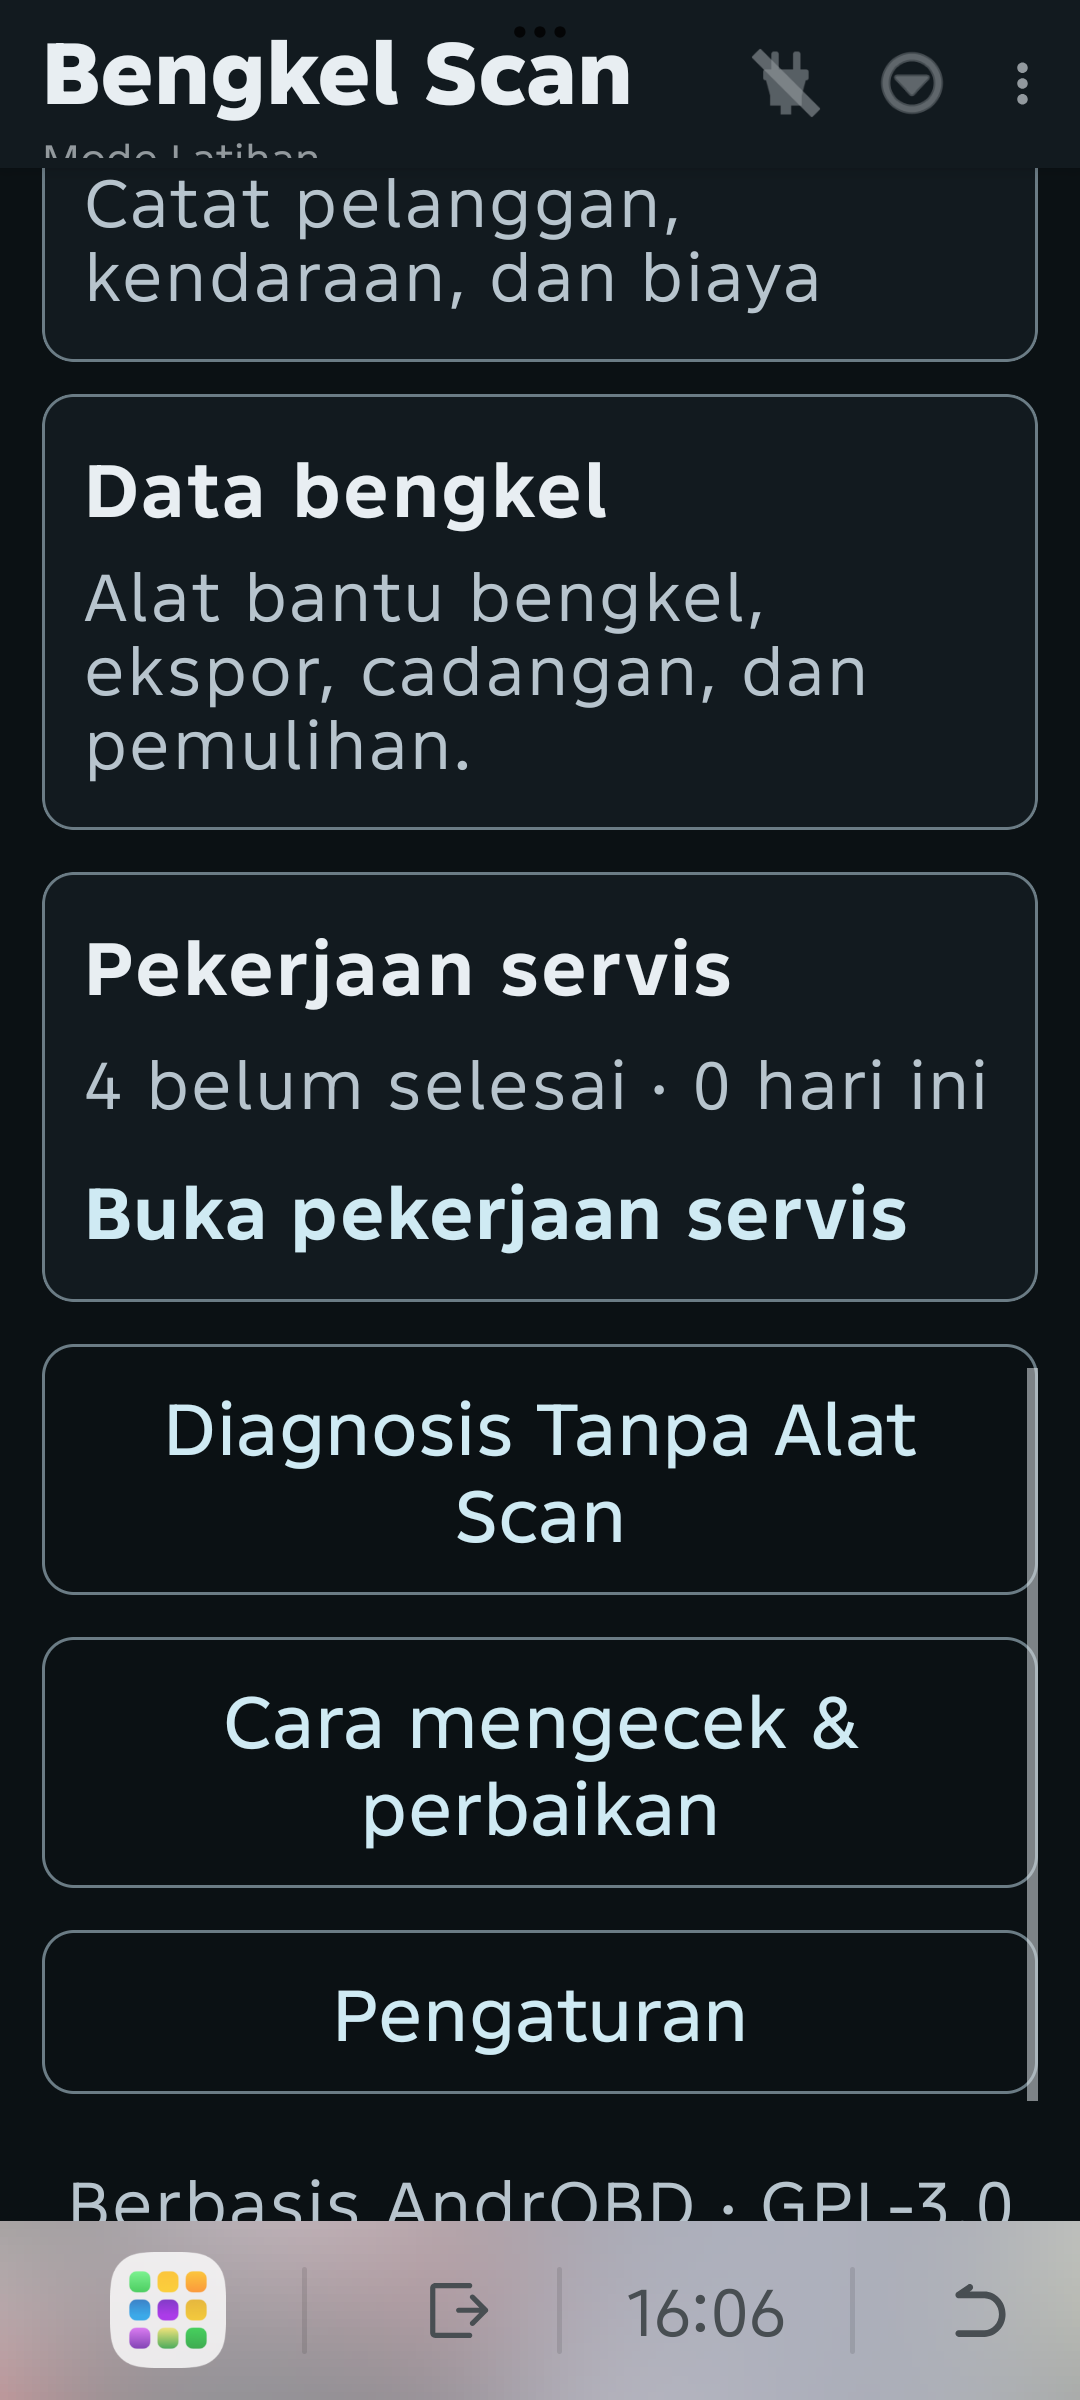 Bengkel Scan
Mode Latihan
Catat pelanggan,
kendaraan, dan biaya
Data bengkel
Alat bantu bengkel,
ekspor, cadangan, dan
pemulihan.
Pekerjaan servis
4 belum selesai · 0 hari ini
Buka pekerjaan servis
Diagnosis Tanpa Alat
Scan
Cara mengecek &
perbaikan
Pengaturan
Berbasis AndrOBD · GPL-3.0
16:06